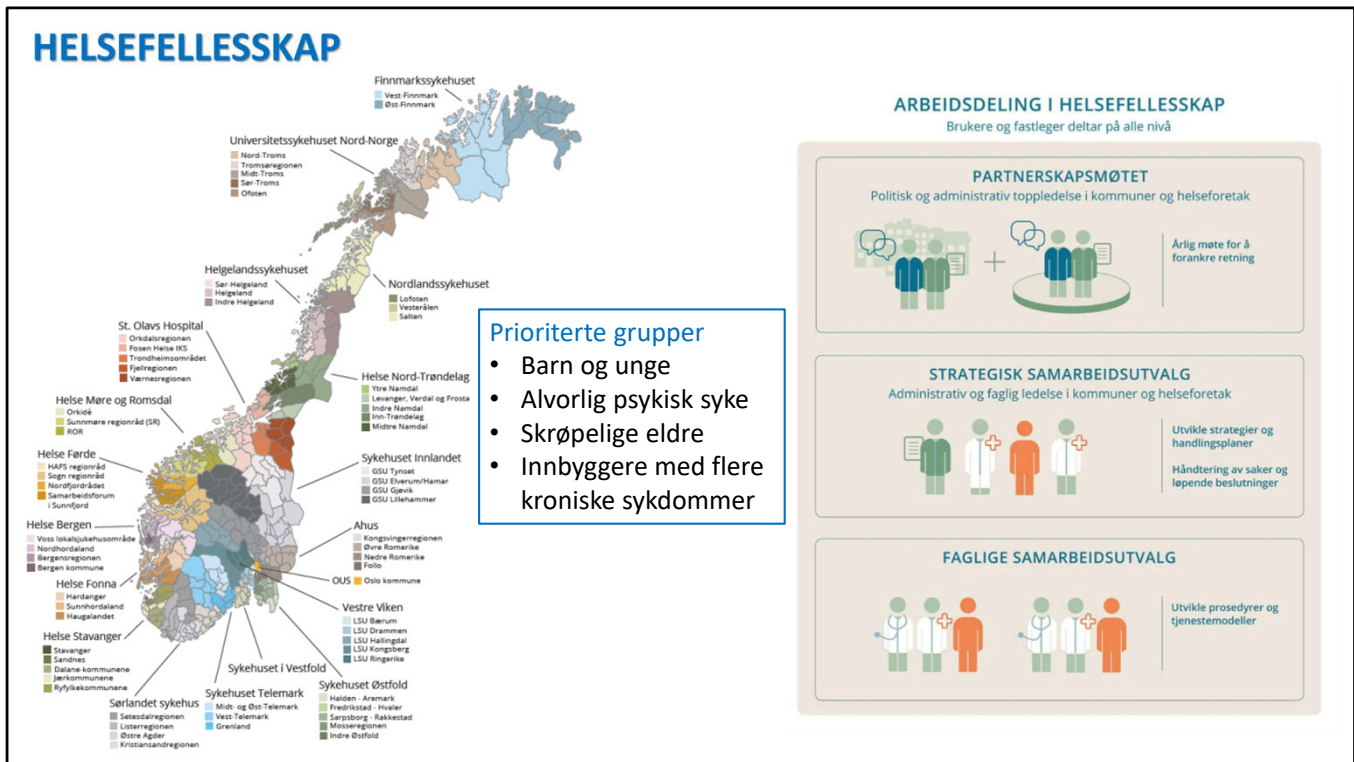 HELSEFELLESSKAP
Finnmarkssykehuset
Vest-Finnmark
Øst-Finnmark
Universitetssykehuset Nord-Norge
Nord-Troms
Tromsøregionen
Midt-Troms
Sør-Troms
Ofoten
Helgelandssykehuset
Sør-Helgeland
Helgeland
Indre Helgeland
Nordlandssykehuset
Lofoten
Vesterålen
Salten
St. Olavs Hospital
Orkdalsregionen
Fosen Helse IKS
Trondheimsområdet
Fjellregionen
Værnesregionen
Helse Nord-Trøndelag
Ytre Namdal
Levanger, Verdal og Frosta
Indre Namdal
Inn-Trøndelag
Midtre Namdal
Helse Møre og Romsdal
Orkidé
Sunnmøre regionråd (SR)
ROR
Helse Førde
HAFS regionråd
Sogn regionråd
Nordfjordrådet
Samarbeidsforum
i Sunnfjord
Sykehuset Innlandet
GSU Tynset
GSU Elverum/Hamar
GSU Gjøvik
GSU Lillehammer
Helse Bergen
Voss lokalsjukehusområde
Nordhordaland
Bergensregionen
Bergen kommune
Ahus
Kongsvingerregionen
Øvre Romerike
Nedre Romerike
Follo
OUS
Oslo kommune
Helse Fonna
Hardanger
Sunnhordaland
Haugalandet
Vestre Viken
LSU Bærum
LSU Drammen
LSU Hallingdal
LSU Kongsberg
LSU Ringerike
Helse Stavanger
Stavanger
Sandnes
Dalane-kommunene
Jærkommunene
Ryfylkekommunene
Sykehuset i Vestfold
Sørlandet sykehus
Setesdalregionen
Listerregionen
Østre Agder
Kristiansandregionen
Sykehuset Telemark
Midt- og Øst-Telemark
Vest-Telemark
Grenland
Sykehuset Østfold
Halden - Aremark
Fredrikstad - Hvaler
Sarpsborg - Rakkestad
Mosseregionen
Indre Østfold
Prioriterte grupper
• Barn og unge
• Alvorlig psykisk syke
• Skrøpelige eldre
• Innbyggere med flere
kroniske sykdommer
ARBEIDSDELING I HELSEFELLESSKAP
Brukere og fastleger deltar på alle nivå
PARTNERSKAPSMØTET
Politisk og administrativ toppledelse i kommuner og helseforetak
Årlig møte for å
forankre retning
STRATEGISK SAMARBEIDSUTVALG
Administrativ og faglig ledelse i kommuner og helseforetak
Utvikle strategier og
handlingsplaner
Håndtering av saker og
løpende beslutninger
FAGLIGE SAMARBEIDSUTVALG
Utvikle prosedyrer og
tjenestemodeller